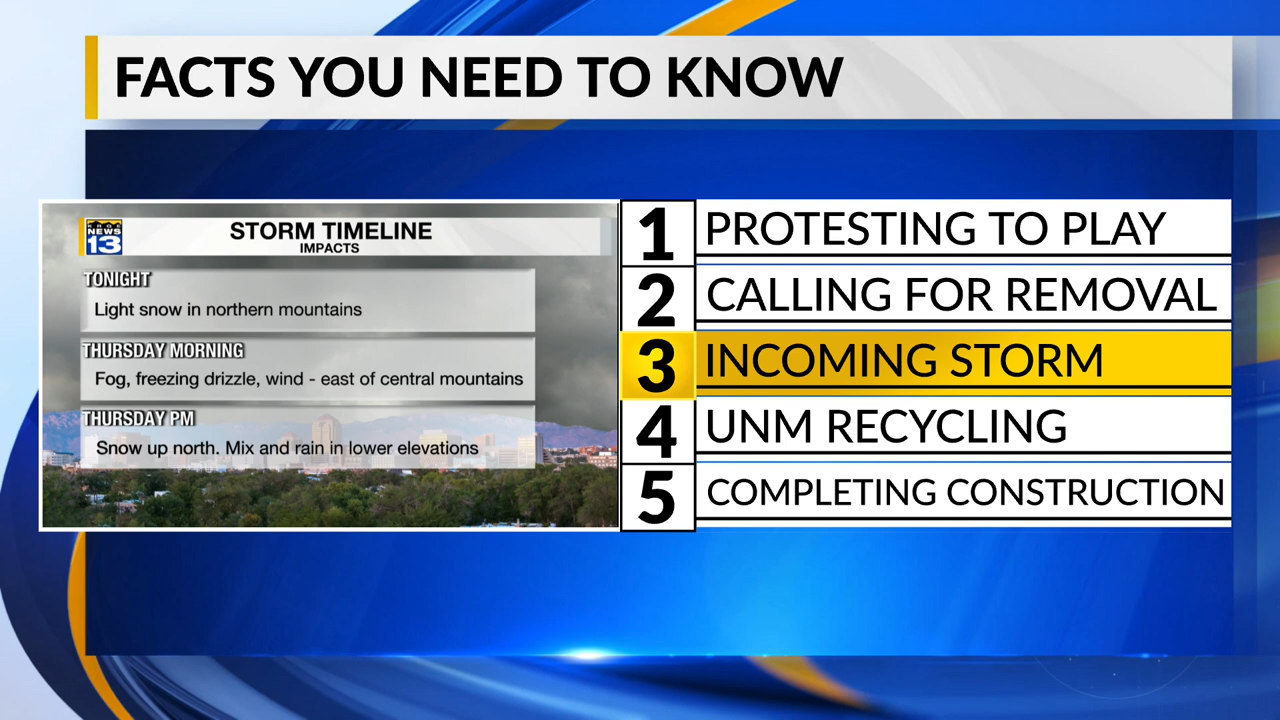 FACTS YOU NEED TO KNOW
KRQE
NEWS
13
STORM TIMELINE
IMPACTS
TONIGHT
Light snow in northern mountains
THURSDAY MORNING
Fog, freezing drizzle, wind - east of central mountains
THURSDAY PM
Snow up north. Mix and rain in lower elevations
1 PROTESTING TO PLAY
2 CALLING FOR REMOVAL
3 INCOMING STORM
4 UNM RECYCLING
5 COMPLETING CONSTRUCTION